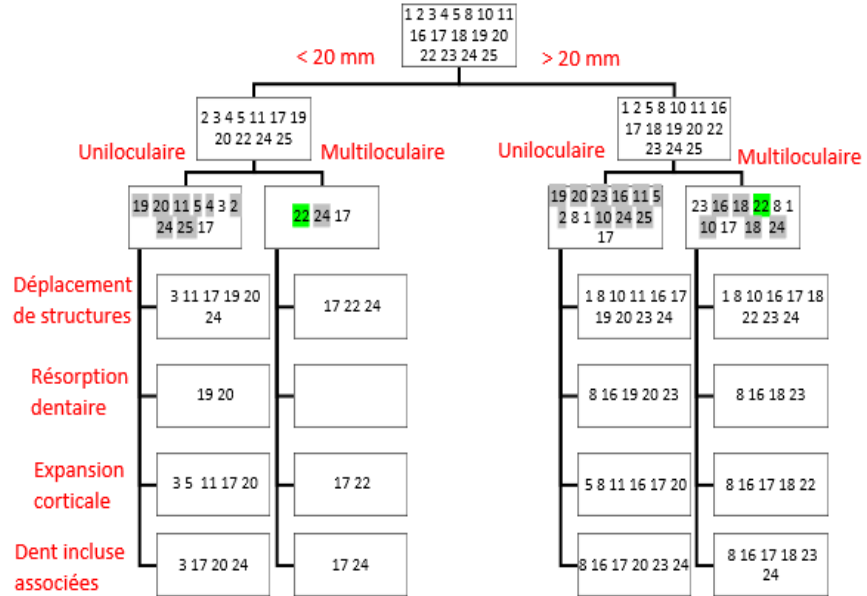 1 2 3 4 5 8 10 11
16 17 18 19 20
22 23 24 25
< 20 mm
> 20 mm
2 3 4 5 11 17 19
20 22 24 25
1 2 5 8 10 11 16
17 18 19 20 22
23 24 25
Uniloculaire
Multiloculaire
Uniloculaire
Multiloculaire
19 20 11 5 4 3 2
24 25 17
22 24 17
19 20 23 16 11 5
2 8 1 10 24 25
17
23 16 18 22 8 1
10 17 18 24
Déplacement
de structures
3 11 17 19 20
24
17 22 24
1 8 10 11 16 17
19 20 23 24
1 8 10 16 17 18
22 23 24
Résorption
dentaire
19 20
8 16 19 20 23
8 16 18 23
Expansion
corticale
3 5 11 17 20
17 22
5 8 11 16 17 20
8 16 17 18 22
Dent incluse
associées
3 17 20 24
17 24
8 16 17 20 23 24
8 16 17 18 23
24